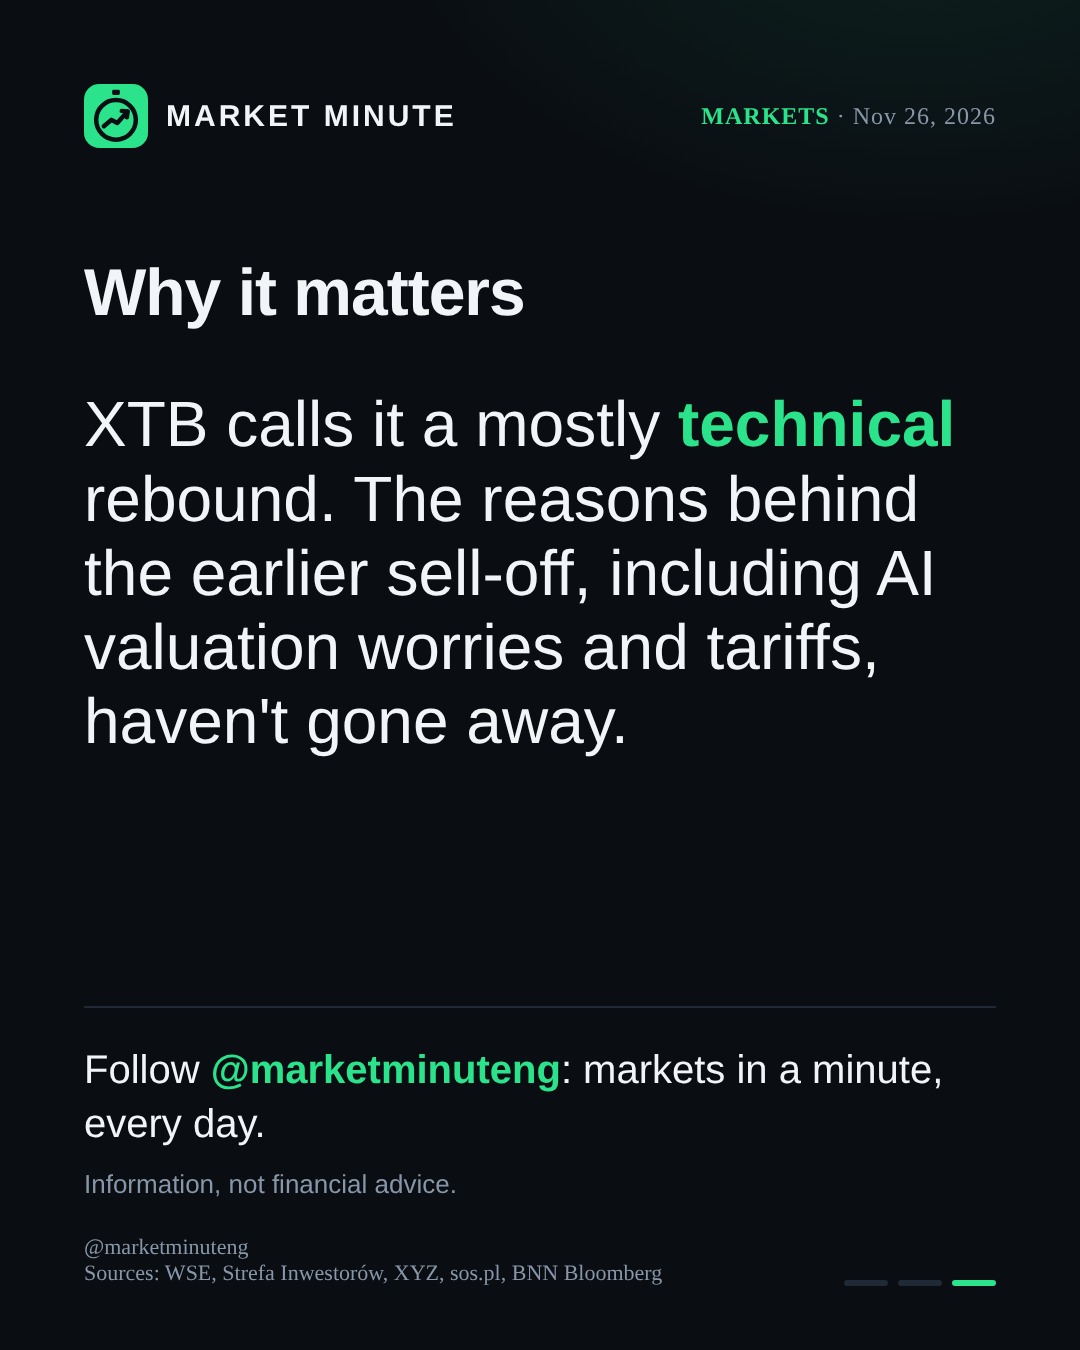 MARKET MINUTE
MARKETS · Nov 26, 2026
Why it matters
XTB calls it a mostly technical
rebound. The reasons behind
the earlier sell-off, including AI
valuation worries and tariffs,
haven't gone away.
Follow @marketminuteng: markets in a minute,
every day.
Information, not financial advice.
@marketminuteng
Sources: WSE, Strefa Inwestorów, XYZ, sos.pl, BNN Bloomberg